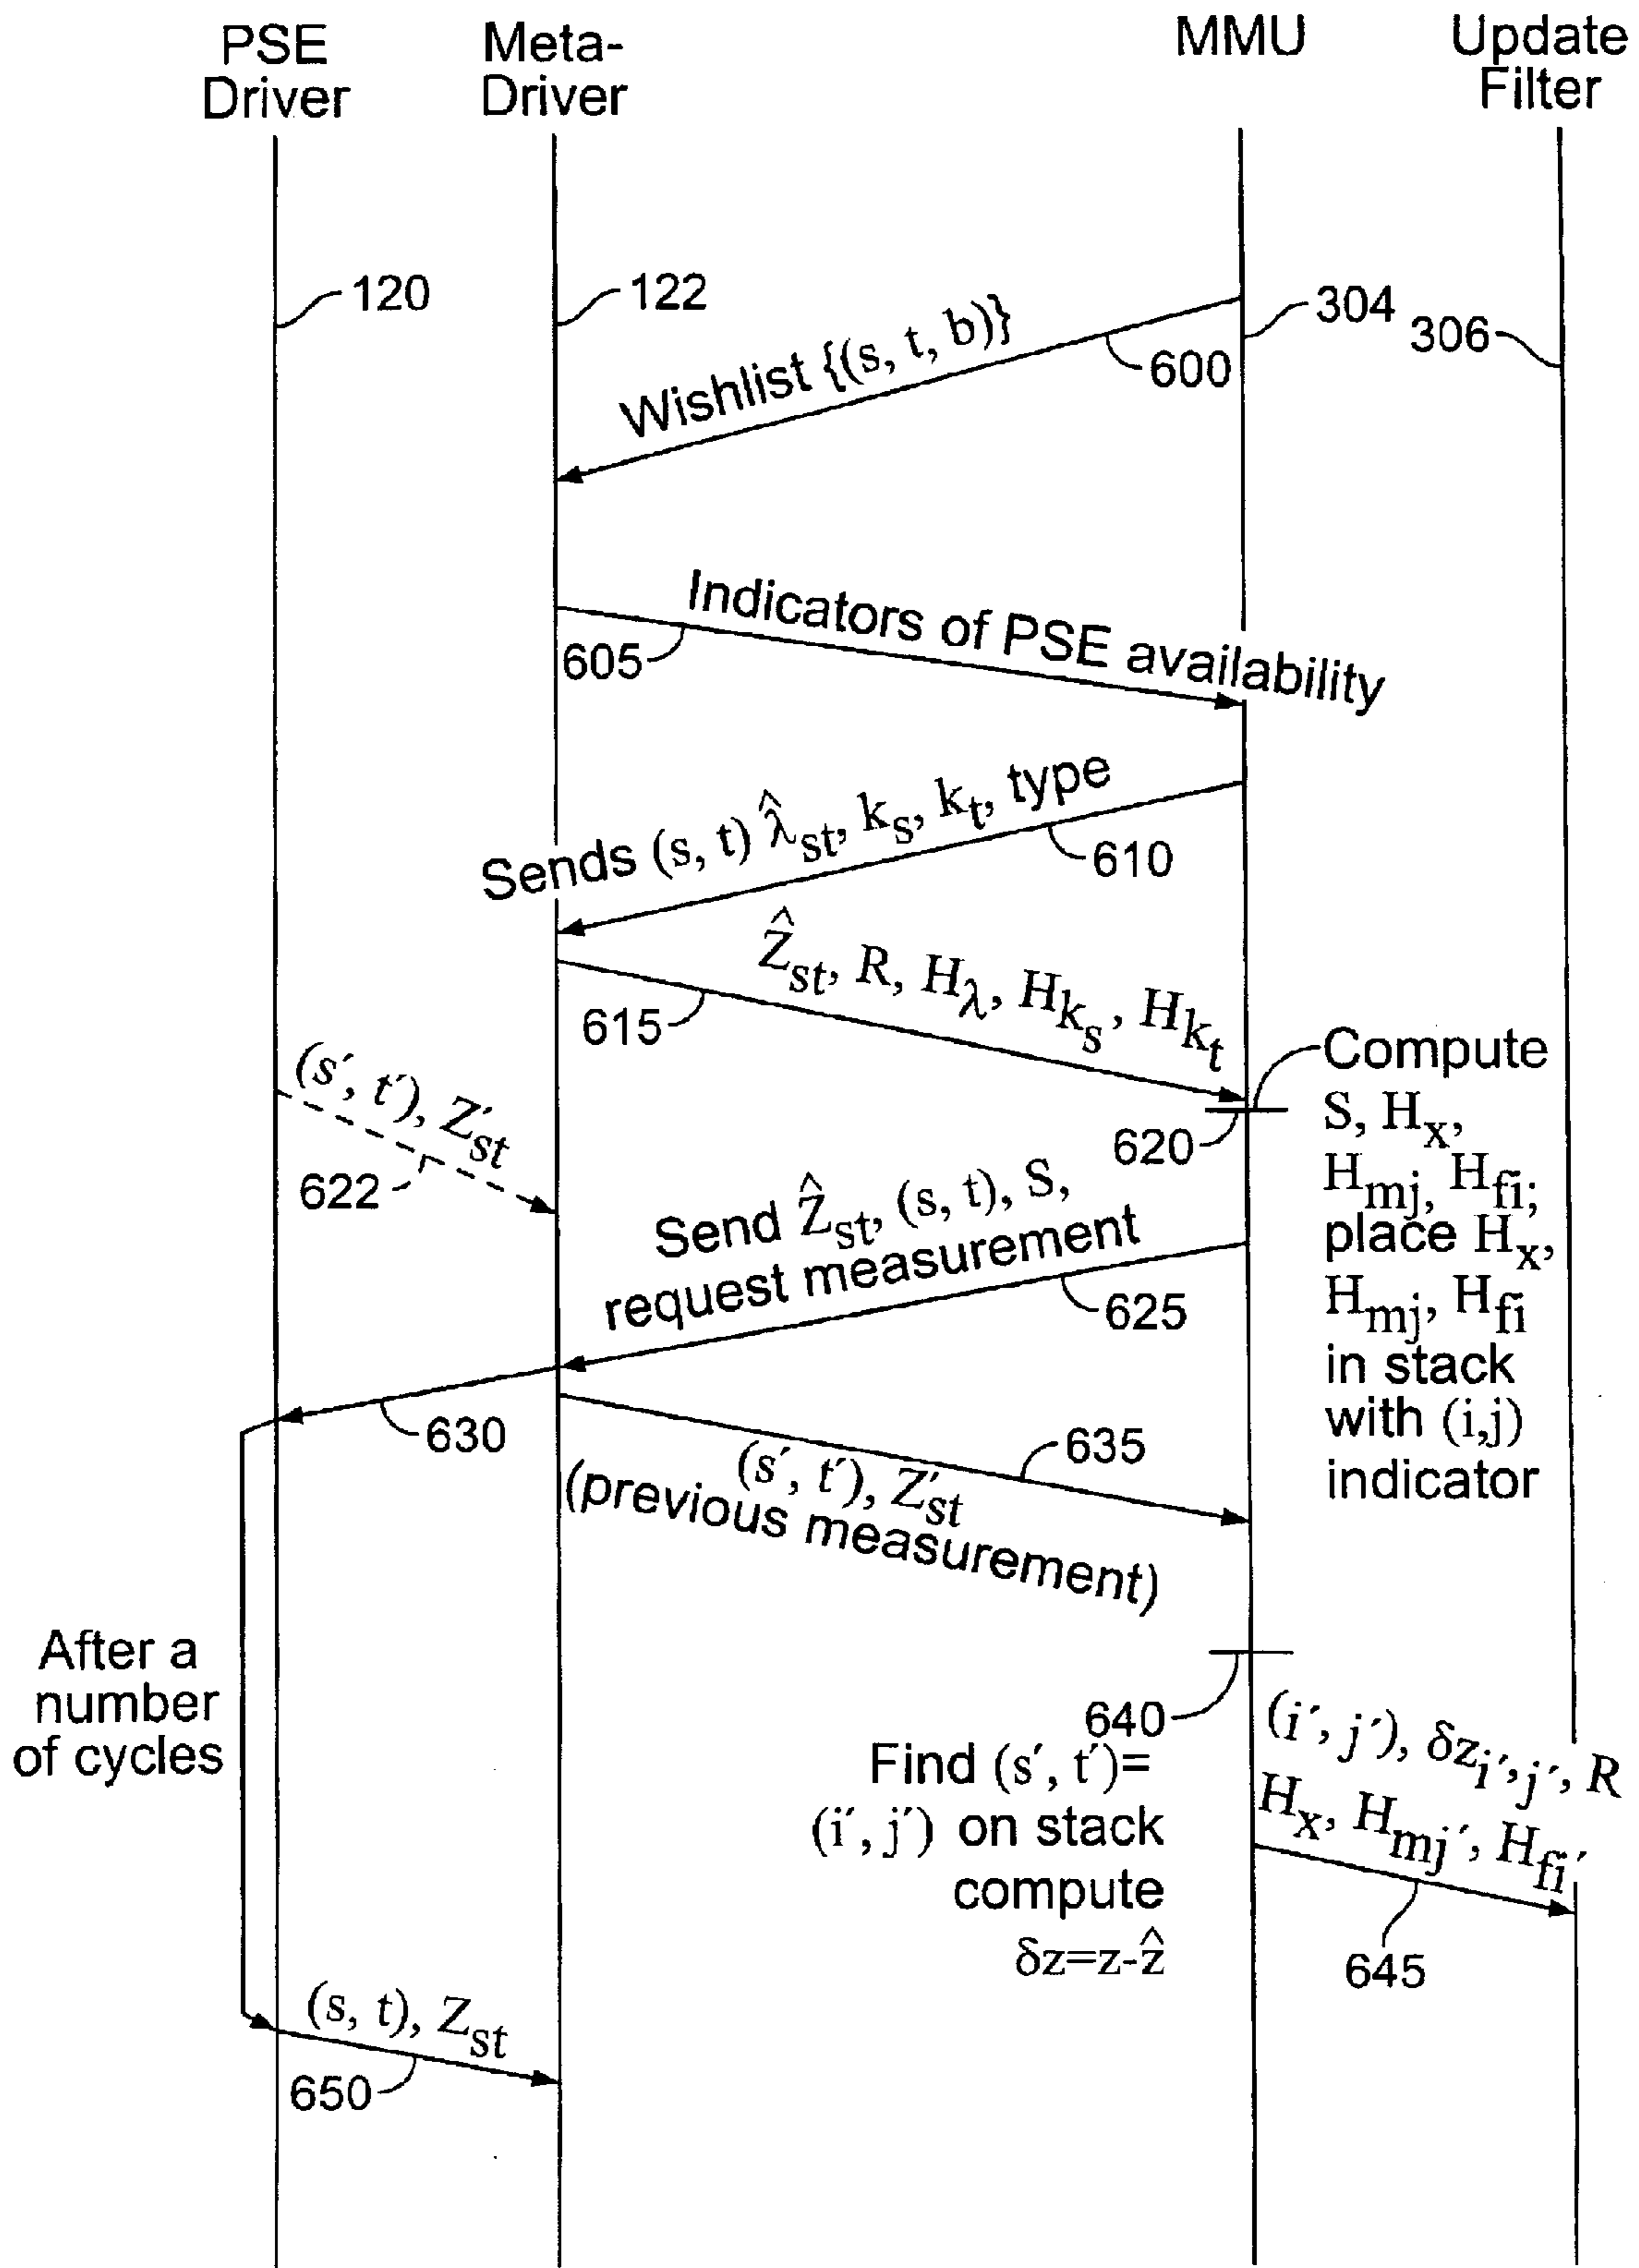 PSE
Driver
Meta-
Driver
MMU
Update
Filter
120
122
304
306
Wishlist {(s, t, b)}
600
Indicators of PSE availability
605
Sends (s, t) λ̂st, ks, kt, type
610
Ẑst, R, Hλ, Hks, Hkt
615
(s′, t′), Z′st
622
620
Compute
S, Hx,
Hmj, Hfi;
place Hx,
Hmj, Hfi
in stack
with (i,j)
indicator
Send Ẑst, (s, t), S,
request measurement
625
630
635
(s′, t′), Z′st
(previous measurement)
After a
number
of cycles
640
Find (s′, t′)=
(i′, j′) on stack
compute
δz=z-ẑ
(i′, j′), δzi′,j′, R
Hx, Hmj′, Hfi′
645
(s, t), Zst
650